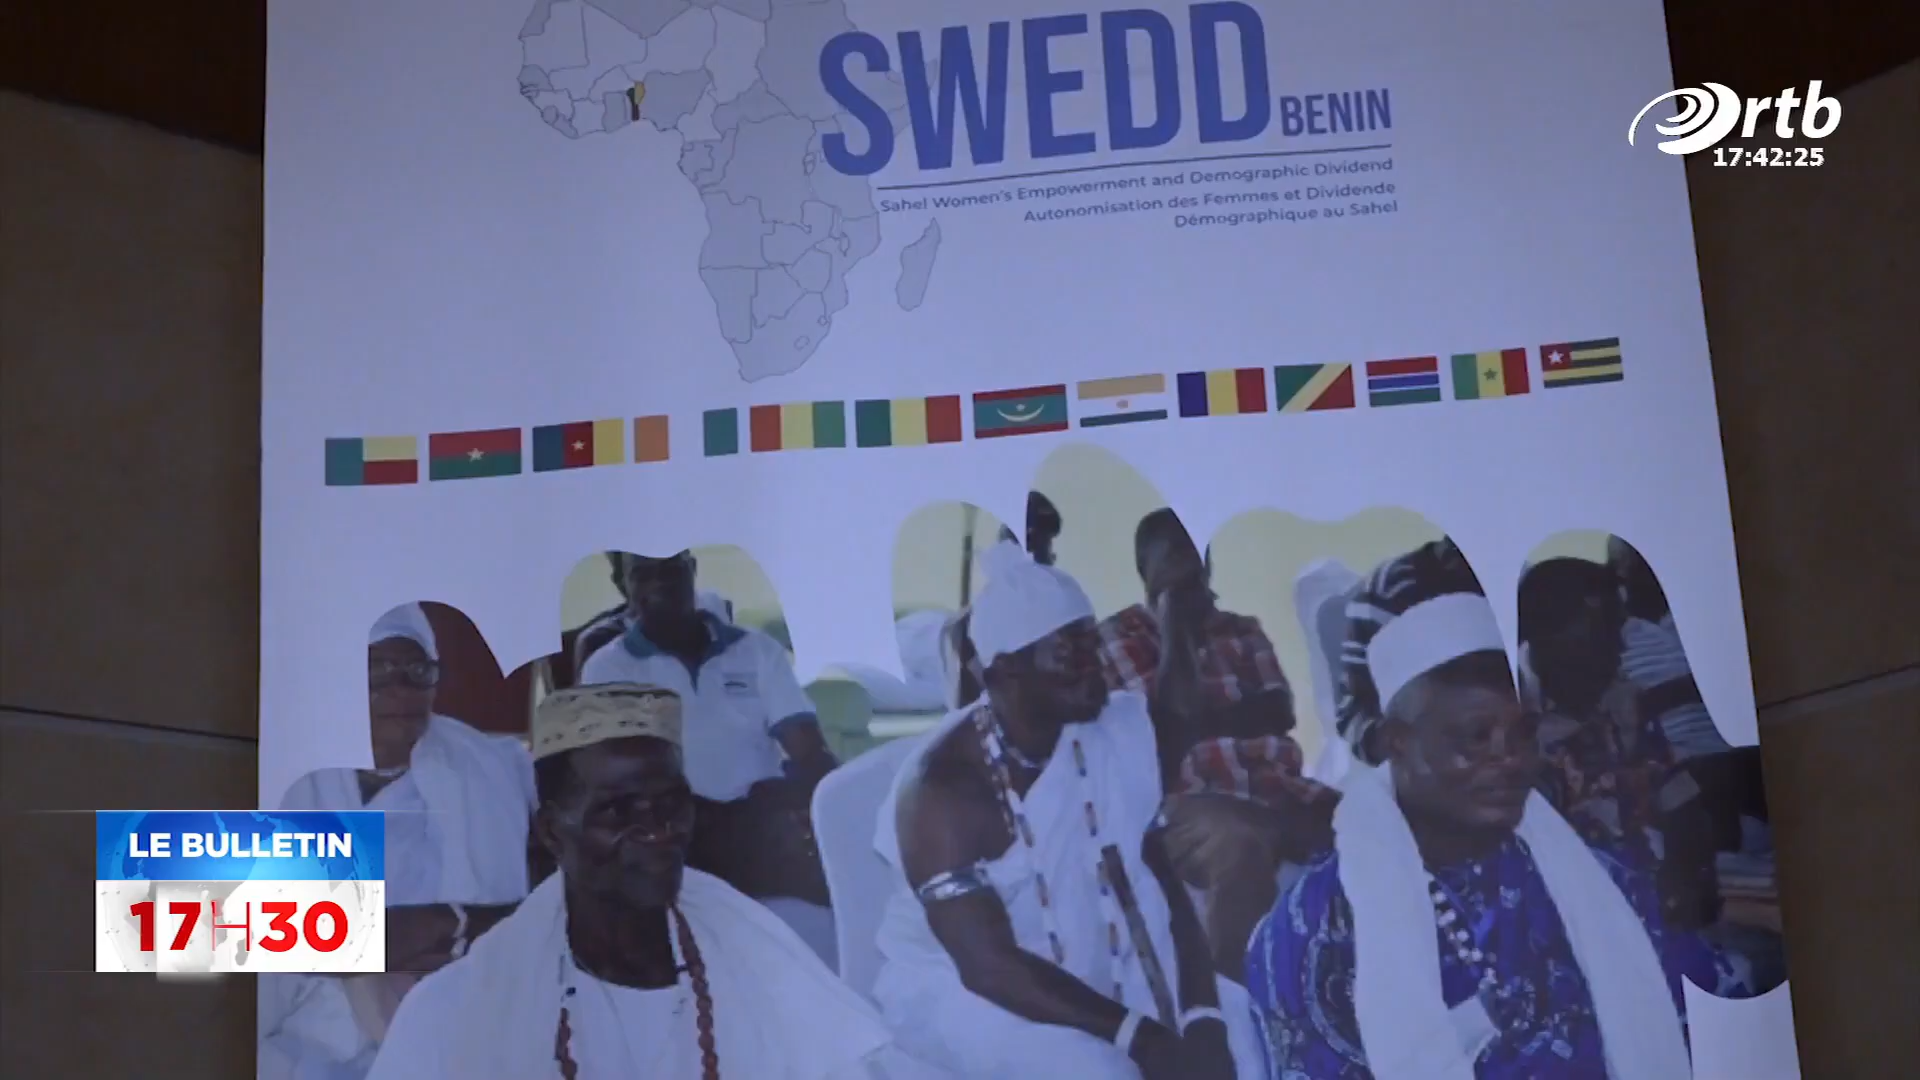 SWEDD BENIN
Sahel Women's Empowerment and Demographic Dividend
Autonomisation des Femmes et Dividende
Démographique au Sahel
rtb
17:42:25
LE BULLETIN
17H30